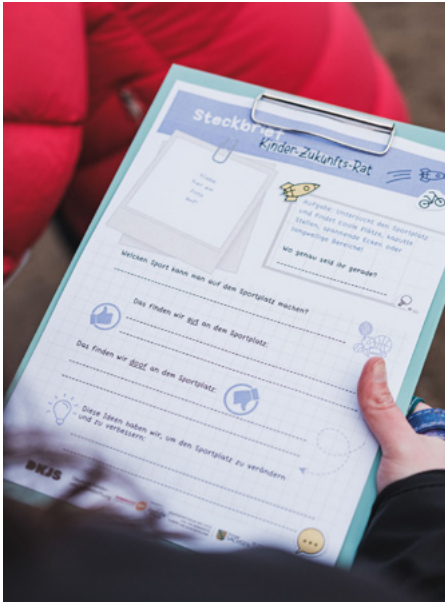 Steckbrief
Kinder-Zukunfts-Rat
Klebe
hier ein
Foto
auf!
Aufgabe: Untersucht den Sportplatz
und findet coole Plätze, kaputte
Stellen, spannende Ecken oder
langweilige Bereiche!
Wo genau seid ihr gerade?
Welchen Sport kann man auf dem Sportplatz machen?
Das finden wir gut an dem Sportplatz:
Das finden wir doof an dem Sportplatz:
Diese Ideen haben wir, um den Sportplatz zu verändern
und zu verbessern:
DKJS